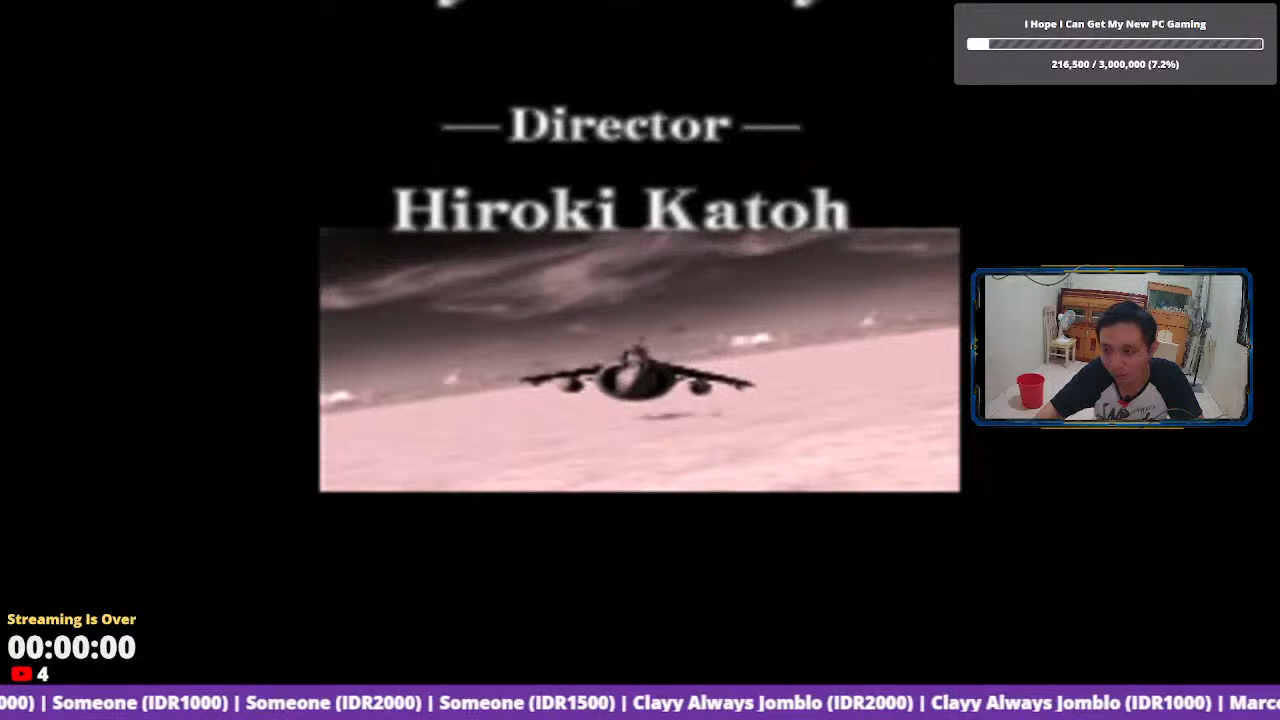 I Hope I Can Get My New PC Gaming
216,500 / 3,000,000 (7.2%)
— Director —
Hiroki Katoh
Streaming Is Over
00:00:00
4
000) | Someone (IDR1000) | Someone (IDR2000) | Someone (IDR1500) | Clayy Always Jomblo (IDR2000) | Clayy Always Jomblo (IDR1000) | Marc